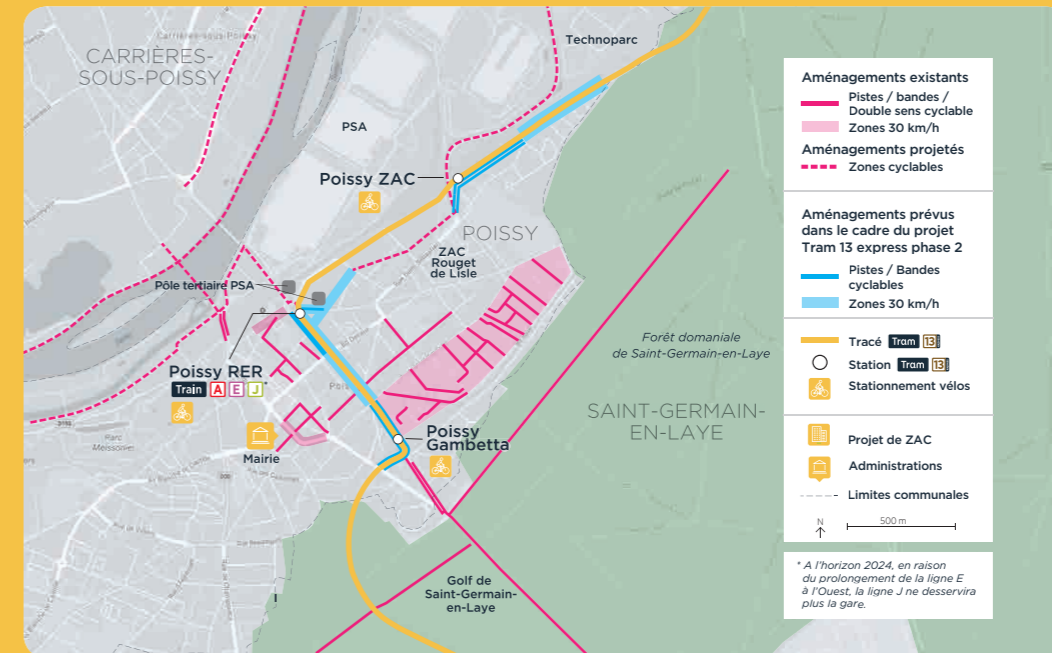 Carrières-sous-Poissy
CARRIÈRES-
SOUS-POISSY
Technoparc
PSA
Poissy ZAC
POISSY
ZAC
Rouget
de Lisle
Pôle tertiaire PSA
Forêt domaniale
de Saint-Germain-en-Laye
Poissy RER
Train A E J*
Poissy
Gambetta
SAINT-GERMAIN-
EN-LAYE
Parc
Meissonier
Mairie
Golf de
Saint-Germain-
en-Laye
Aménagements existants
Pistes / bandes /
Double sens cyclable
Zones 30 km/h
Aménagements projetés
Zones cyclables
Aménagements prévus
dans le cadre du projet
Tram 13 express phase 2
Pistes / Bandes
cyclables
Zones 30 km/h
Tracé Tram 13
Station Tram 13
Stationnement vélos
Projet de ZAC
Administrations
Limites communales
N
500 m
* A l'horizon 2024, en raison
du prolongement de la ligne E
à l'Ouest, la ligne J ne desservira
plus la gare.